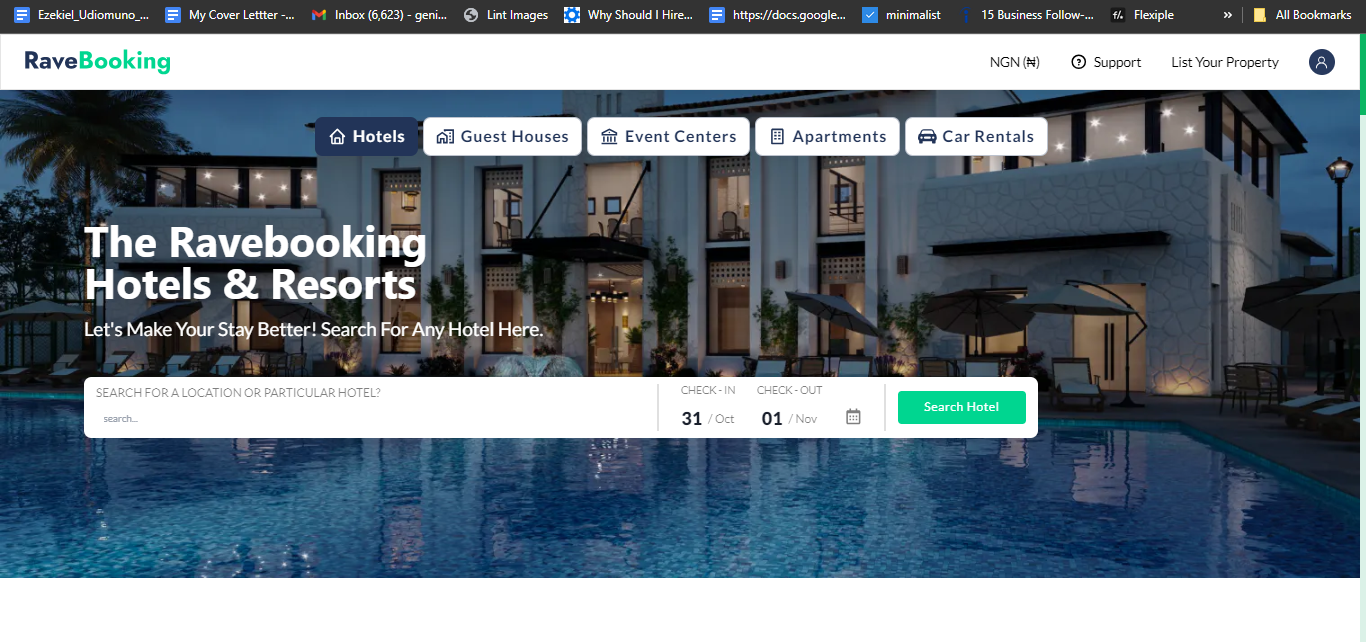 Ezekiel_Udiomuno_...
My Cover Lettter -...
Inbox (6,623) - geni...
Lint Images
Why Should I Hire...
https://docs.google...
minimalist
15 Business Follow-...
Flexiple
»
All Bookmarks
RaveBooking
NGN (₦)
Support
List Your Property
Hotels
Guest Houses
Event Centers
Apartments
Car Rentals
The Ravebooking
Hotels & Resorts
Let's Make Your Stay Better! Search For Any Hotel Here.
SEARCH FOR A LOCATION OR PARTICULAR HOTEL?
search...
CHECK - IN
31 / Oct
CHECK - OUT
01 / Nov
Search Hotel